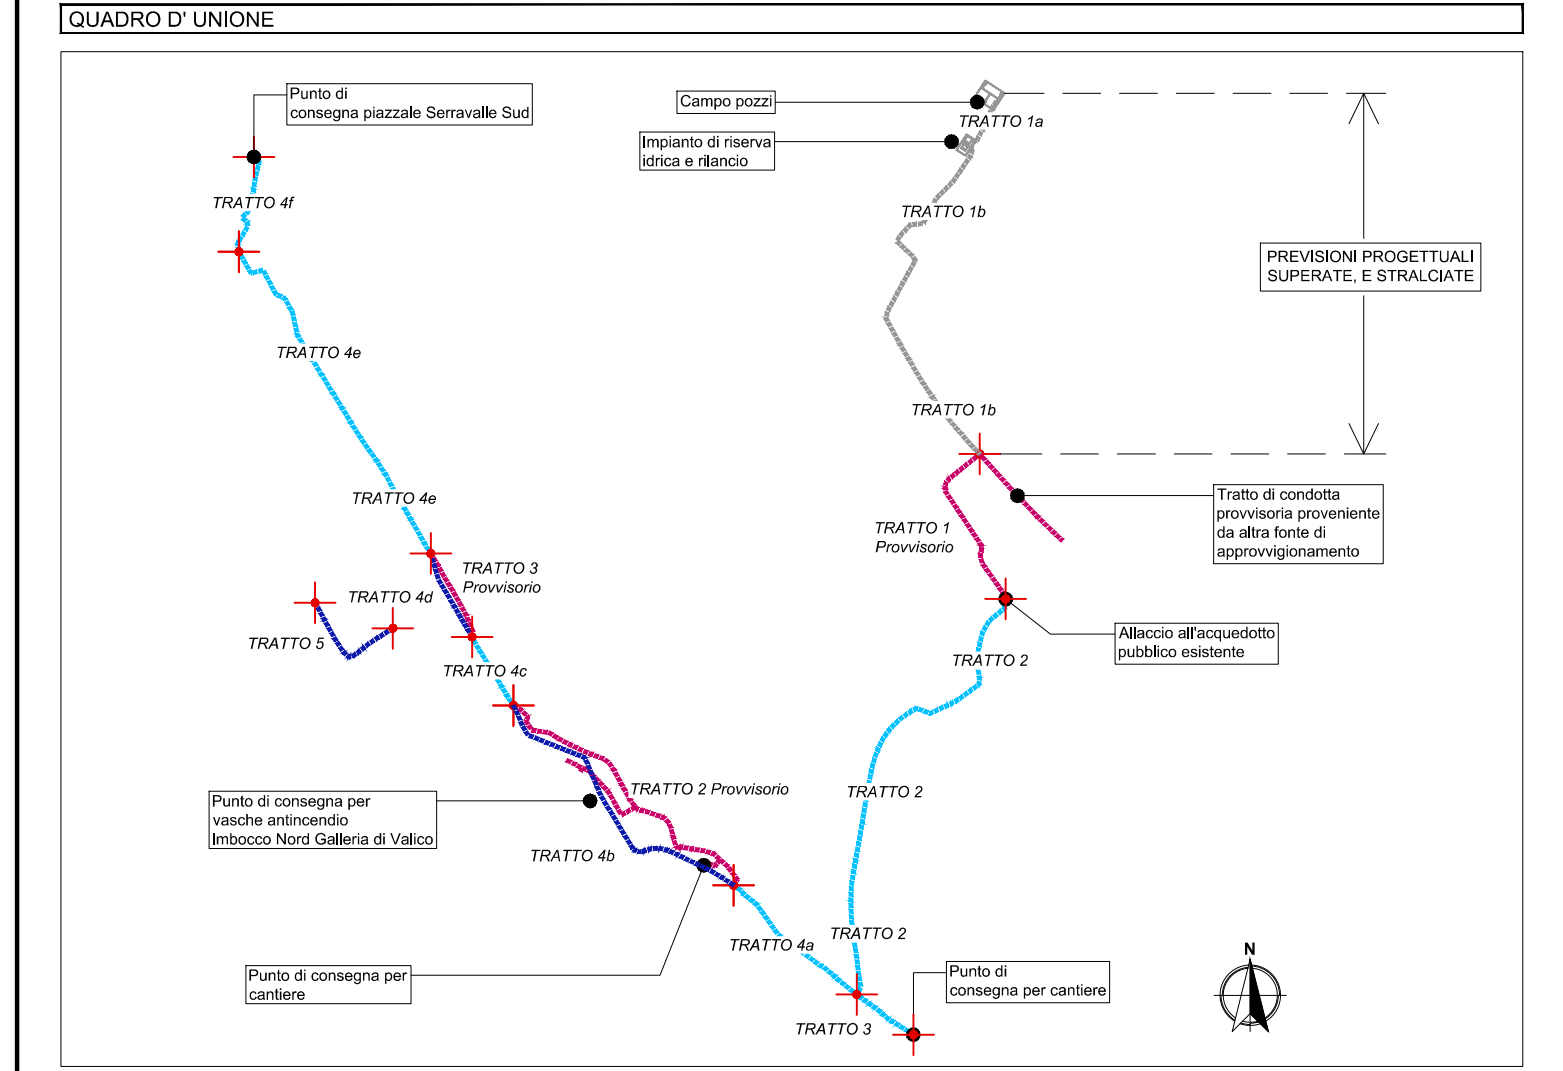 QUADRO D' UNIONE
Punto di
consegna piazzale Serravalle Sud
Campo pozzi
TRATTO 1a
Impianto di riserva
idrica e rilancio
TRATTO 4f
TRATTO 1b
PREVISIONI PROGETTUALI
SUPERATE, E STRALCIATE
TRATTO 4e
TRATTO 1b
TRATTO 4e
Tratto di condotta
provvisoria proveniente
da altra fonte di
approvvigionamento
TRATTO 1
Provvisorio
TRATTO 3
Provvisorio
TRATTO 4d
TRATTO 5
Allaccio all'acquedotto
pubblico esistente
TRATTO 2
TRATTO 4c
TRATTO 2 Provvisorio
TRATTO 2
Punto di consegna per
vasche antincendio
Imbocco Nord Galleria di Valico
TRATTO 4b
TRATTO 2
TRATTO 4a
N
Punto di consegna per
cantiere
Punto di
consegna per cantiere
TRATTO 3